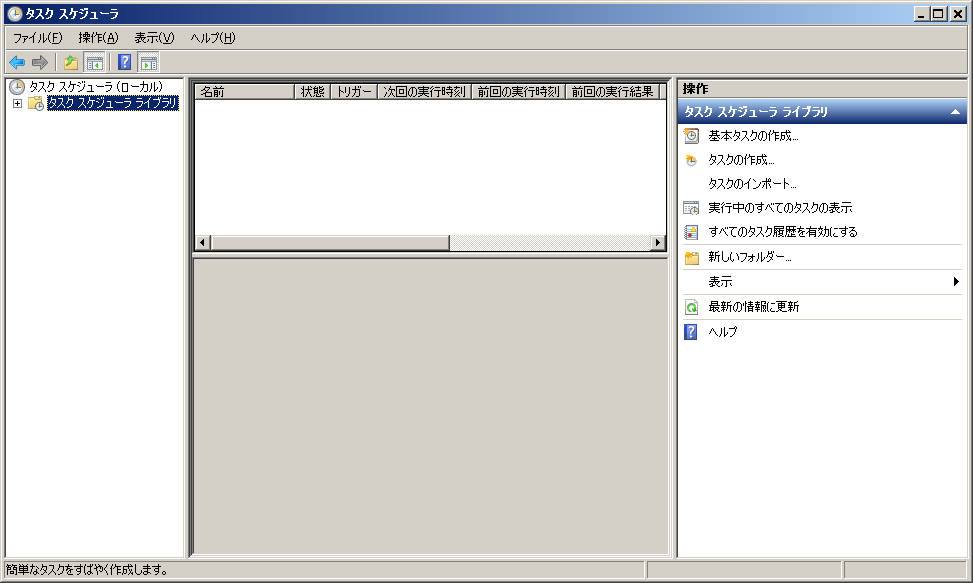 タスク スケジューラ
ファイル(F) 操作(A) 表示(V) ヘルプ(H)
タスク スケジューラ (ローカル)
タスク スケジューラ ライブラリ
名前 状態 トリガー 次回の実行時刻 前回の実行時刻 前回の実行結果
操作
タスク スケジューラ ライブラリ
基本タスクの作成...
タスクの作成...
タスクのインポート...
実行中のすべてのタスクの表示
すべてのタスク履歴を有効にする
新しいフォルダー...
表示
最新の情報に更新
ヘルプ
簡単なタスクをすばやく作成します。